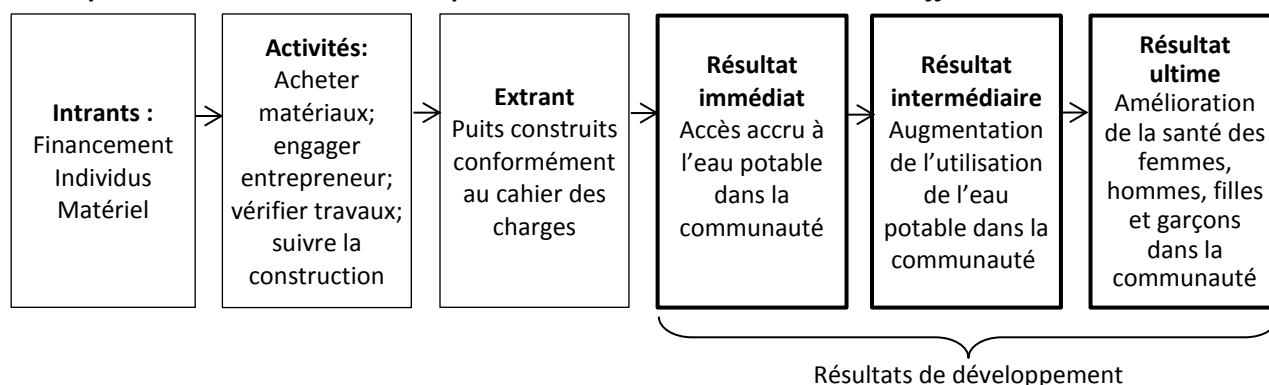 Intrants :
Financement
Individus
Matériel
Activités:
Acheter
matériaux;
engager
entrepreneur;
vérifier travaux;
suivre la
construction
Extrant
Puits construits
conformément
au cahier des
charges
Résultat
immédiat
Accès accru à
l’eau potable
dans la
communauté
Résultat
intermédiaire
Augmentation
de l’utilisation
de l’eau
potable dans la
communauté
Résultat
ultime
Amélioration
de la santé des
femmes,
hommes, filles
et garçons
dans la
communauté
Résultats de développement